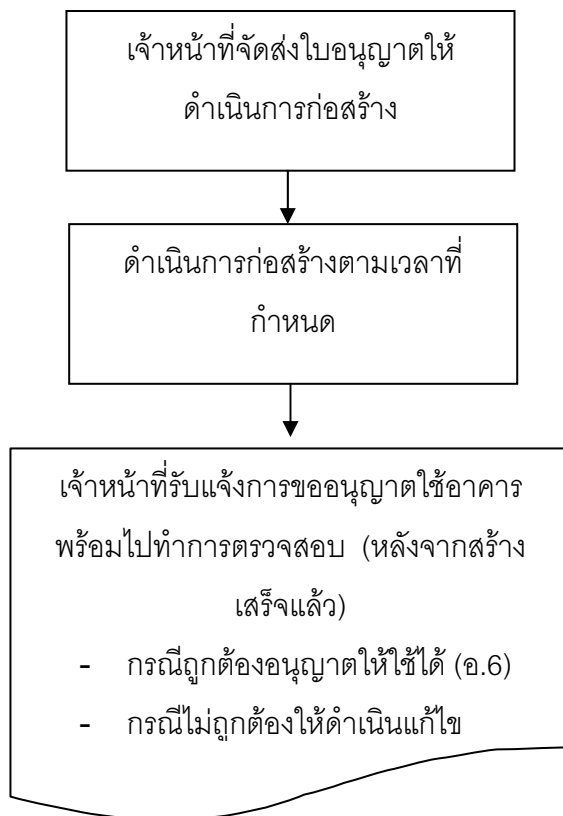 เจ้าหน้าที่จัดส่งใบอนุญาตให้
ดำเนินการก่อสร้าง
ดำเนินการก่อสร้างตามเวลาที่
กำหนด
เจ้าหน้าที่รับแจ้งการขออนุญาตใช้อาคาร
พร้อมไปทำการตรวจสอบ (หลังจากสร้าง
เสร็จแล้ว)
- กรณีถูกต้องอนุญาตให้ใช้ได้ (อ.6)
- กรณีไม่ถูกต้องให้ดำเนินแก้ไข